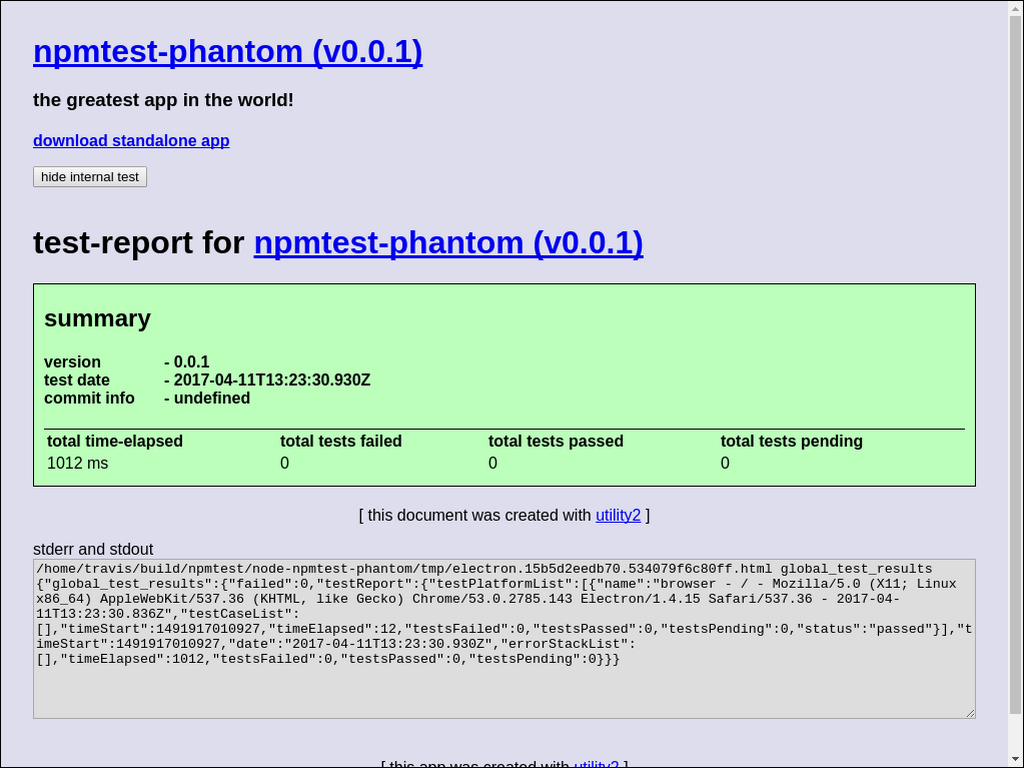 npmtest-phantom (v0.0.1)
the greatest app in the world!
download standalone app
hide internal test
test-report for npmtest-phantom (v0.0.1)
summary
version - 0.0.1
test date - 2017-04-11T13:23:30.930Z
commit info - undefined
total time-elapsed total tests failed total tests passed total tests pending
1012 ms 0 0 0
[ this document was created with utility2 ]
stderr and stdout
/home/travis/build/npmtest/node-npmtest-phantom/tmp/electron.15b5d2eedb70.534079f6c80ff.html global_test_results
{"global_test_results":{"failed":0,"testReport":{"testPlatformList":[{"name":"browser - / - Mozilla/5.0 (X11; Linux
x86_64) AppleWebKit/537.36 (KHTML, like Gecko) Chrome/53.0.2785.143 Electron/1.4.15 Safari/537.36 - 2017-04-
11T13:23:30.836Z","testCaseList":
[],"timeStart":1491917010927,"timeElapsed":12,"testsFailed":0,"testsPassed":0,"testsPending":0,"status":"passed"}],"t
imeStart":1491917010927,"date":"2017-04-11T13:23:30.930Z","errorStackList":
[],"timeElapsed":1012,"testsFailed":0,"testsPassed":0,"testsPending":0}}}
[ this app was created with utility2 ]